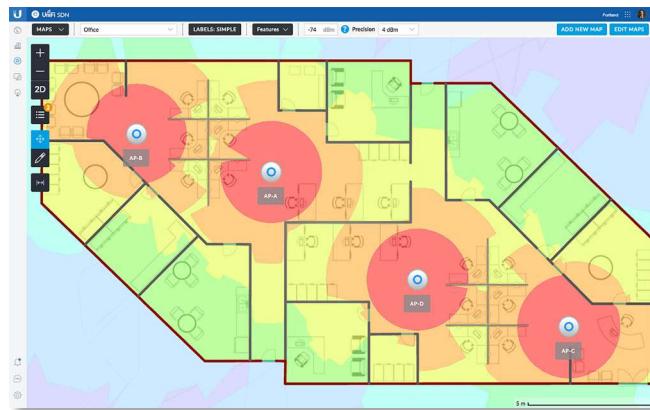 UniFi SDN
Portland
MAPS
Office
LABELS: SIMPLE
Features
-74 dBm
? Precision
4 dBm
ADD NEW MAP
EDIT MAPS
2D
AP-B
AP-A
AP-D
AP-C
5 m